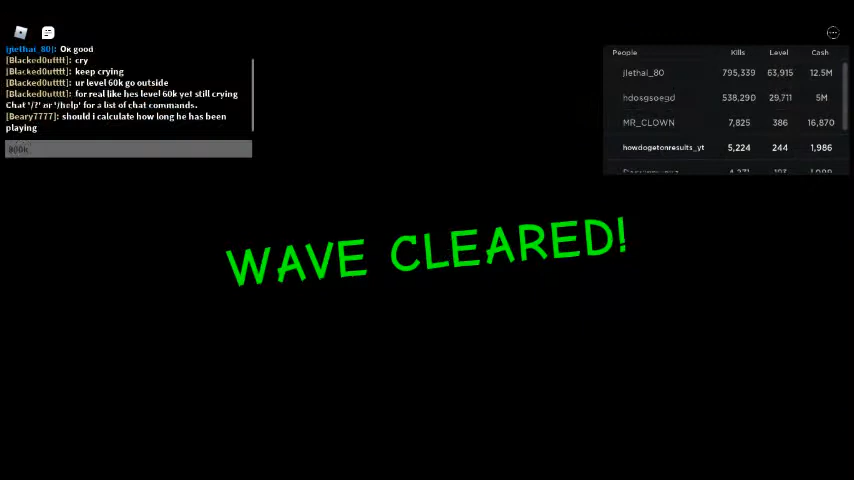 [jlethal_80]: Ok good
[Blacked0utttt]: cry
[Blacked0utttt]: keep crying
[Blacked0utttt]: ur level 60k go outside
[Blacked0utttt]: for real like hes level 60k yet still crying
Chat '/?' or '/help' for a list of chat commands.
[Beary7777]: should i calculate how long he has been
playing
800k
People Kills Level Cash
jlethal_80 795,339 63,915 12.5M
hdosgsoegd 538,290 29,711 5M
MR_CLOWN 7,825 386 16,870
howdogetonresults_yt 5,224 244 1,986
WAVE CLEARED!